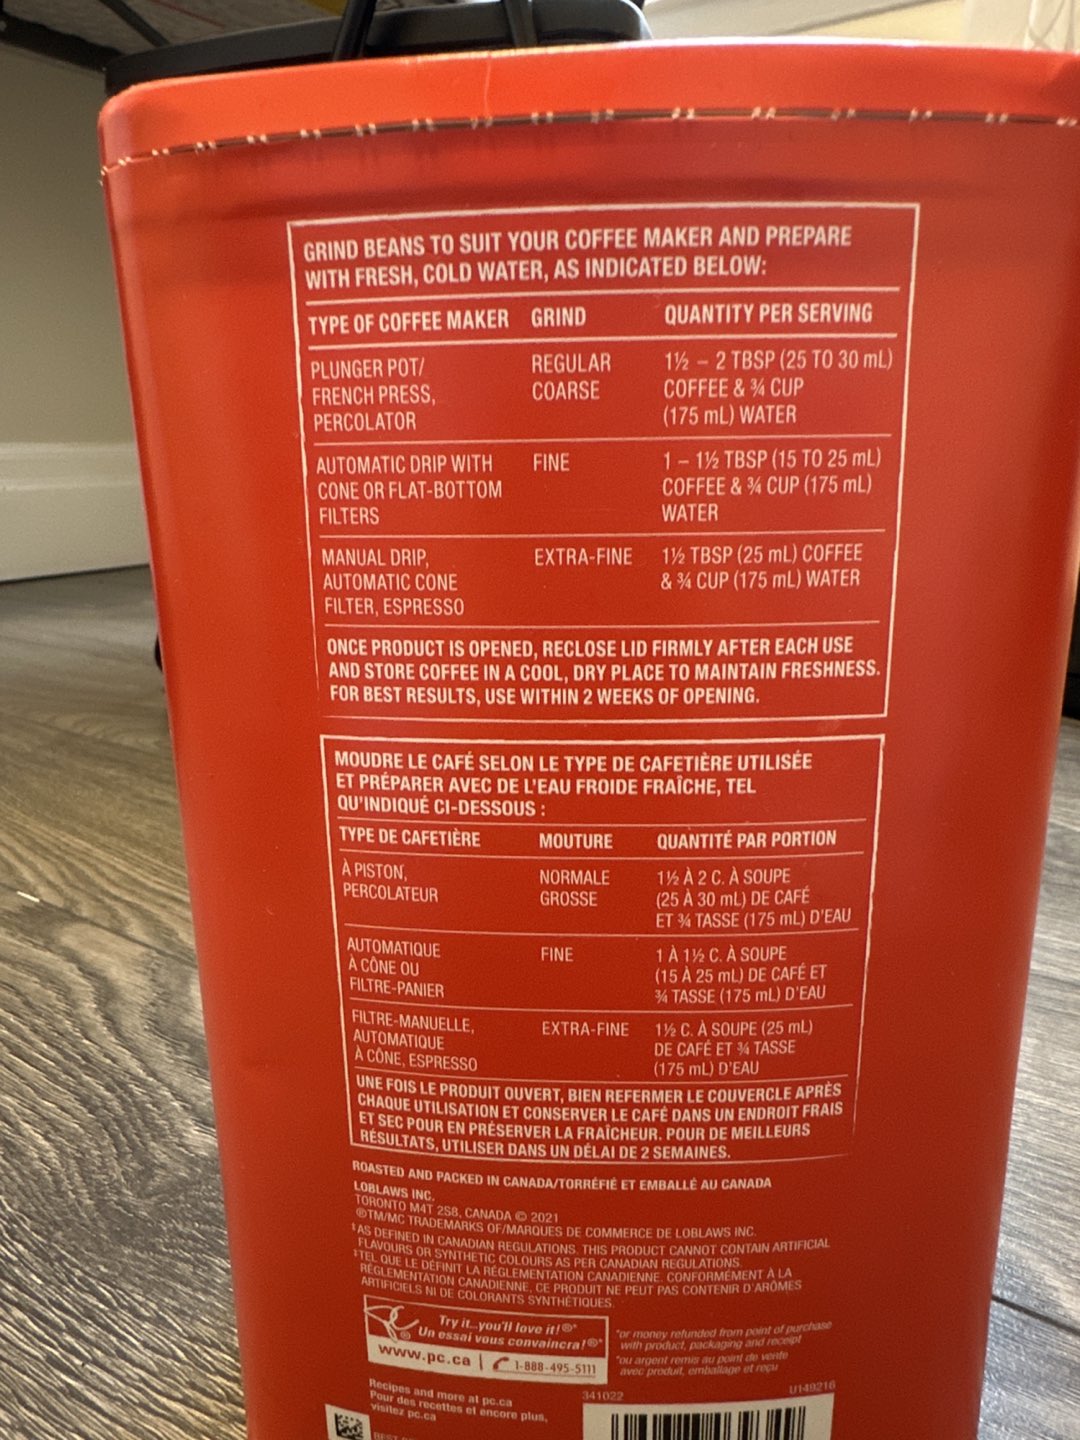 GRIND BEANS TO SUIT YOUR COFFEE MAKER AND PREPARE
WITH FRESH, COLD WATER, AS INDICATED BELOW:
TYPE OF COFFEE MAKER GRIND QUANTITY PER SERVING
PLUNGER POT/ REGULAR 1½ – 2 TBSP (25 TO 30 mL)
FRENCH PRESS, COARSE COFFEE & ¾ CUP
PERCOLATOR (175 mL) WATER
AUTOMATIC DRIP WITH FINE 1 – 1½ TBSP (15 TO 25 mL)
CONE OR FLAT-BOTTOM COFFEE & ¾ CUP (175 mL)
FILTERS WATER
MANUAL DRIP, EXTRA-FINE 1½ TBSP (25 mL) COFFEE
AUTOMATIC CONE & ¾ CUP (175 mL) WATER
FILTER, ESPRESSO
ONCE PRODUCT IS OPENED, RECLOSE LID FIRMLY AFTER EACH USE
AND STORE COFFEE IN A COOL, DRY PLACE TO MAINTAIN FRESHNESS.
FOR BEST RESULTS, USE WITHIN 2 WEEKS OF OPENING.
MOUDRE LE CAFÉ SELON LE TYPE DE CAFETIÈRE UTILISÉE
ET PRÉPARER AVEC DE L'EAU FROIDE FRAÎCHE, TEL
QU'INDIQUÉ CI-DESSOUS :
TYPE DE CAFETIÈRE MOUTURE QUANTITÉ PAR PORTION
À PISTON, NORMALE 1½ À 2 C. À SOUPE
PERCOLATEUR GROSSE (25 À 30 mL) DE CAFÉ
ET ¾ TASSE (175 mL) D'EAU
AUTOMATIQUE FINE 1 À 1½ C. À SOUPE
À CÔNE OU (15 À 25 mL) DE CAFÉ ET
FILTRE-PANIER ¾ TASSE (175 mL) D'EAU
FILTRE-MANUELLE, EXTRA-FINE 1½ C. À SOUPE (25 mL)
AUTOMATIQUE DE CAFÉ ET ¾ TASSE
À CÔNE, ESPRESSO (175 mL) D'EAU
UNE FOIS LE PRODUIT OUVERT, BIEN REFERMER LE COUVERCLE APRÈS
CHAQUE UTILISATION ET CONSERVER LE CAFÉ DANS UN ENDROIT FRAIS
ET SEC POUR EN PRÉSERVER LA FRAÎCHEUR. POUR DE MEILLEURS
RÉSULTATS, UTILISER DANS UN DÉLAI DE 2 SEMAINES.
ROASTED AND PACKED IN CANADA/TORRÉFIÉ ET EMBALLÉ AU CANADA
LOBLAWS INC.
TORONTO M4T 2S8, CANADA © 2021
®TM/MC TRADEMARKS OF/MARQUES DE COMMERCE DE LOBLAWS INC.
‡AS DEFINED IN CANADIAN REGULATIONS. THIS PRODUCT CANNOT CONTAIN ARTIFICIAL
FLAVOURS OR SYNTHETIC COLOURS AS PER CANADIAN REGULATIONS.
‡TEL QUE LE DÉFINIT LA RÉGLEMENTATION CANADIENNE. CONFORMÉMENT À LA
RÉGLEMENTATION CANADIENNE, CE PRODUIT NE PEUT PAS CONTENIR D'ARÔMES
ARTIFICIELS NI DE COLORANTS SYNTHÉTIQUES.
Try it...you'll love it!®*
Un essai vous convaincra!®*
www.pc.ca | 1-888-495-5111
*or money refunded from point of purchase
with product, packaging and receipt
*ou argent remis au point de vente
avec produit, emballage et reçu
Recipes and more at pc.ca
Pour des recettes et encore plus,
visitez pc.ca
341022 U149216
BEST